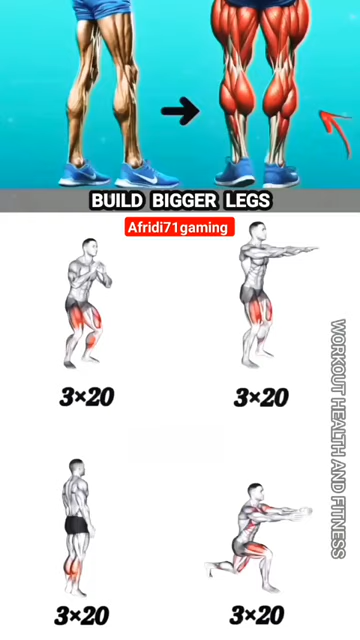 BUILD BIGGER LEGS
Afridi71gaming
3×20
3×20
WORKOUT HEALTH AND FITNESS
3×20
3×20